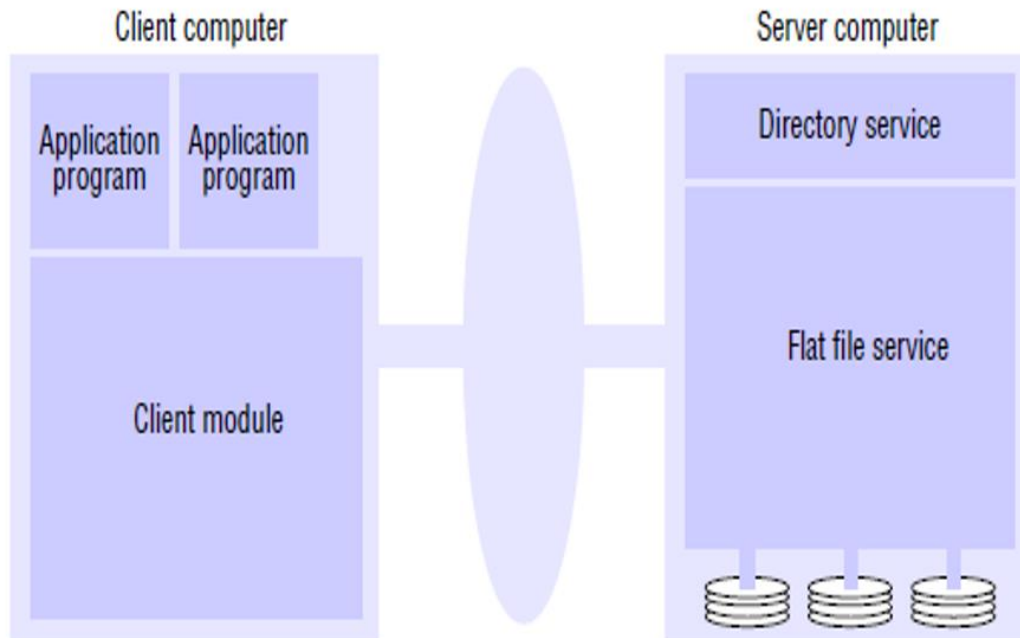 Client computer
Server computer
Application
program
Application
program
Client module
Directory service
Flat file service